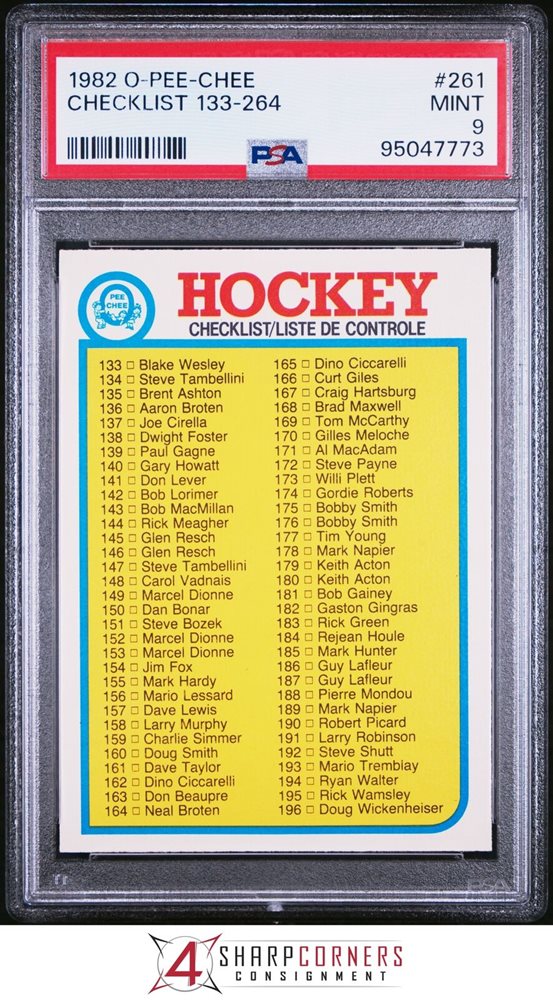 1982 O-PEE-CHEE #261
CHECKLIST 133-264 MINT
9
PSA 95047773
PEE
CHEE
HOCKEY
CHECKLIST/LISTE DE CONTROLE
133 □ Blake Wesley
134 □ Steve Tambellini
135 □ Brent Ashton
136 □ Aaron Broten
137 □ Joe Cirella
138 □ Dwight Foster
139 □ Paul Gagne
140 □ Gary Howatt
141 □ Don Lever
142 □ Bob Lorimer
143 □ Bob MacMillan
144 □ Rick Meagher
145 □ Glen Resch
146 □ Glen Resch
147 □ Steve Tambellini
148 □ Carol Vadnais
149 □ Marcel Dionne
150 □ Dan Bonar
151 □ Steve Bozek
152 □ Marcel Dionne
153 □ Marcel Dionne
154 □ Jim Fox
155 □ Mark Hardy
156 □ Mario Lessard
157 □ Dave Lewis
158 □ Larry Murphy
159 □ Charlie Simmer
160 □ Doug Smith
161 □ Dave Taylor
162 □ Dino Ciccarelli
163 □ Don Beaupre
164 □ Neal Broten
165 □ Dino Ciccarelli
166 □ Curt Giles
167 □ Craig Hartsburg
168 □ Brad Maxwell
169 □ Tom McCarthy
170 □ Gilles Meloche
171 □ Al MacAdam
172 □ Steve Payne
173 □ Willi Plett
174 □ Gordie Roberts
175 □ Bobby Smith
176 □ Bobby Smith
177 □ Tim Young
178 □ Mark Napier
179 □ Keith Acton
180 □ Keith Acton
181 □ Bob Gainey
182 □ Gaston Gingras
183 □ Rick Green
184 □ Rejean Houle
185 □ Mark Hunter
186 □ Guy Lafleur
187 □ Guy Lafleur
188 □ Pierre Mondou
189 □ Mark Napier
190 □ Robert Picard
191 □ Larry Robinson
192 □ Steve Shutt
193 □ Mario Tremblay
194 □ Ryan Walter
195 □ Rick Wamsley
196 □ Doug Wickenheiser
PSA
4 SHARPCORNERS
CONSIGNMENT